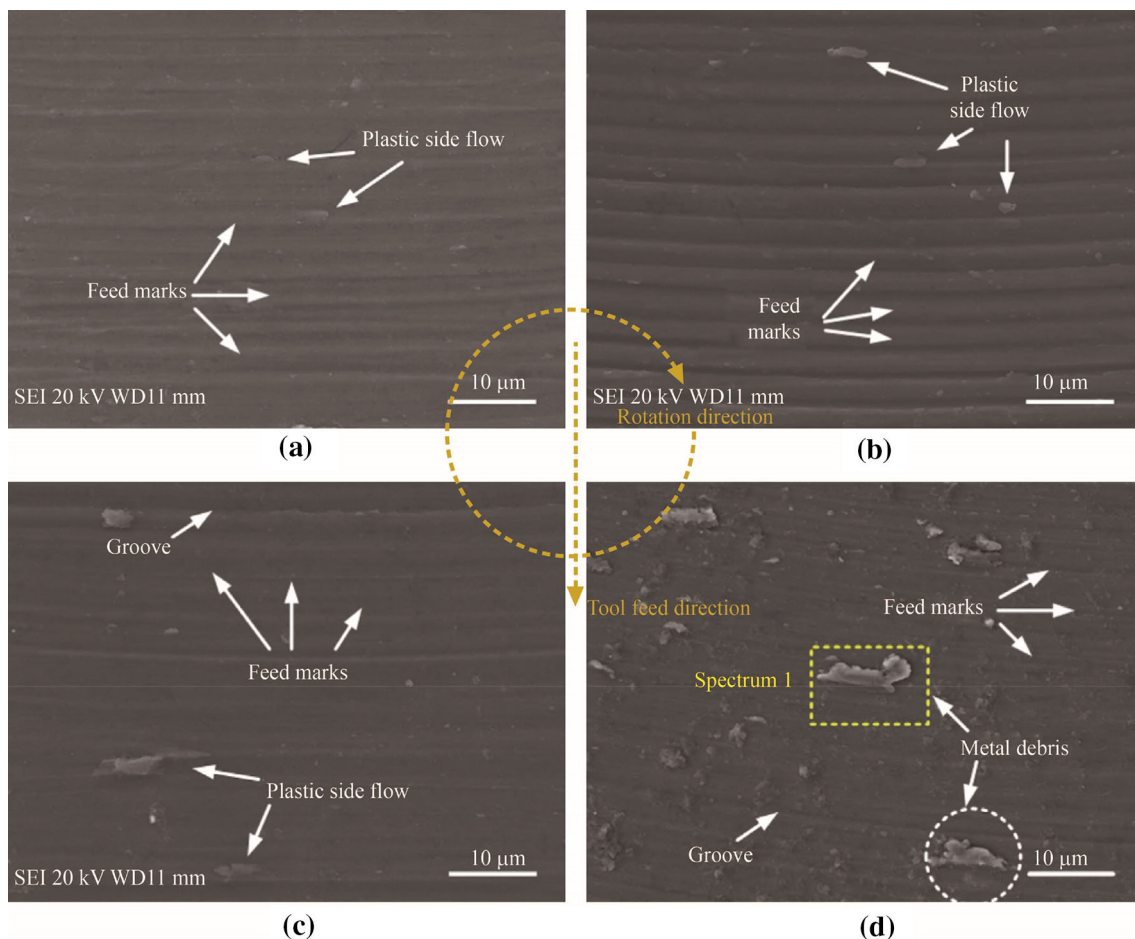 Plastic side flow
Feed marks
SEI 20 kV WD11 mm
10 μm
(a)
Plastic
side flow
Feed
marks
SEI 20 kV WD11 mm
10 μm
Rotation direction
(b)
Groove
Feed marks
Plastic side flow
SEI 20 kV WD11 mm
10 μm
(c)
Tool feed direction
Feed marks
Spectrum 1
Metal debris
Groove
10 μm
(d)